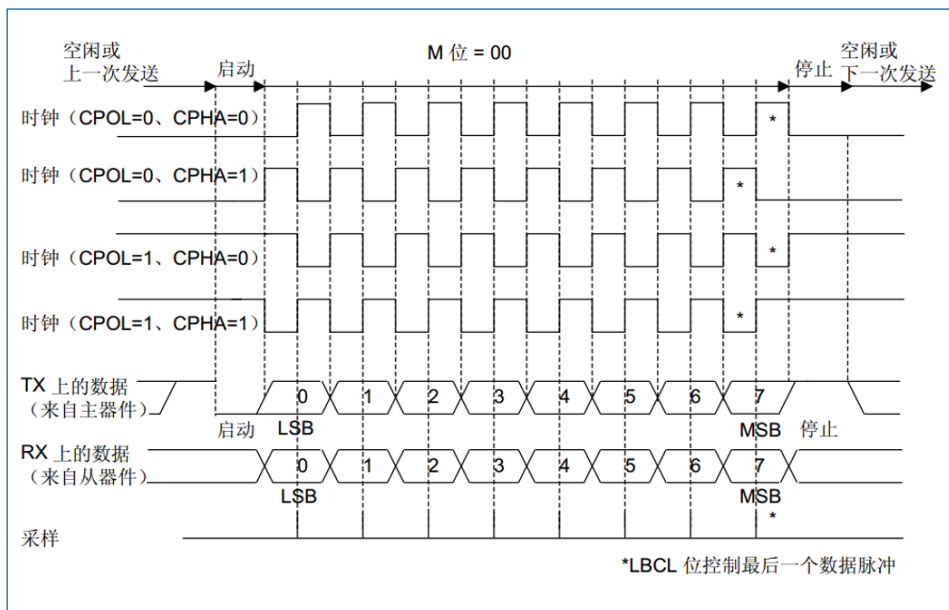 空闲或
上一次发送
启动
M 位 = 00
停止
空闲或
下一次发送
时钟（CPOL=0、CPHA=0）
*
时钟（CPOL=0、CPHA=1）
*
时钟（CPOL=1、CPHA=0）
*
时钟（CPOL=1、CPHA=1）
*
TX 上的数据
（来自主器件）
0 1 2 3 4 5 6 7
启动 LSB MSB 停止
RX 上的数据
（来自从器件）
0 1 2 3 4 5 6 7
LSB MSB
*
采样
*LBCL 位控制最后一个数据脉冲